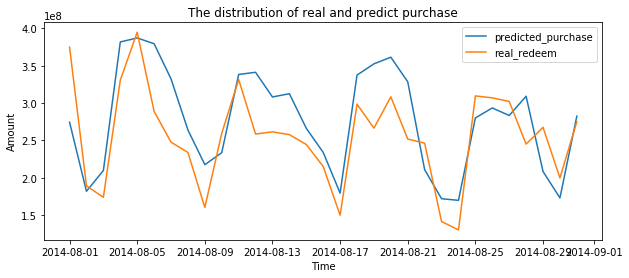 The distribution of real and predict purchase
1e8
predicted_purchase
real_redeem
4.0
3.5
3.0
2.5
2.0
1.5
Amount
2014-08-01 2014-08-05 2014-08-09 2014-08-13 2014-08-17 2014-08-21 2014-08-25 2014-08-29 2014-09-01
Time